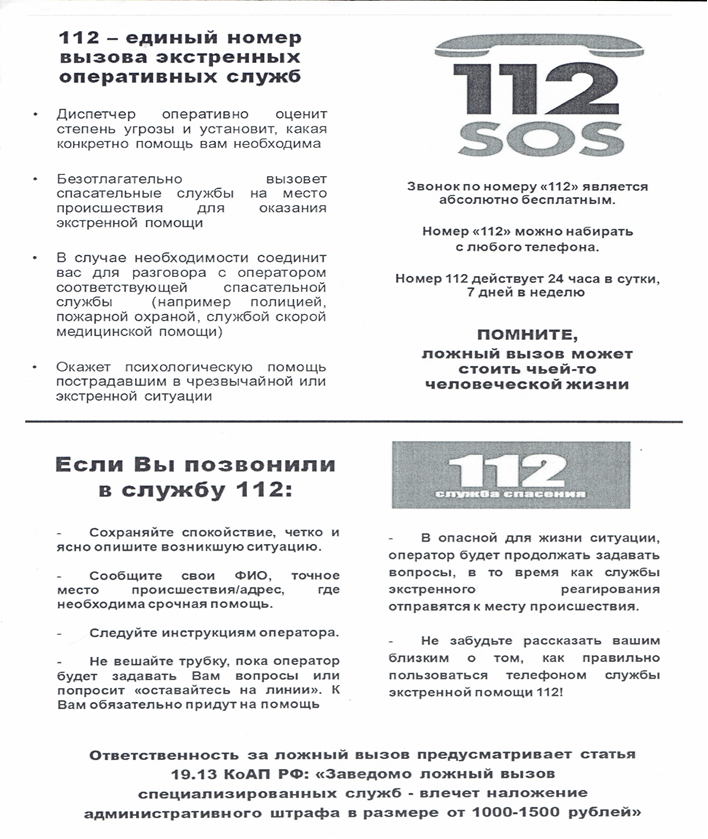 112 – единый номер
вызова экстренных
оперативных служб
• Диспетчер оперативно оценит
степень угрозы и установит, какая
конкретно помощь вам необходима
• Безотлагательно вызовет
спасательные службы на место
происшествия для оказания
экстренной помощи
• В случае необходимости соединит
вас для разговора с оператором
соответствующей спасательной
службы (например полицией,
пожарной охраной, службой скорой
медицинской помощи)
• Окажет психологическую помощь
пострадавшим в чрезвычайной или
экстренной ситуации
112
SOS
Звонок по номеру «112» является
абсолютно бесплатным.
Номер «112» можно набирать
с любого телефона.
Номер 112 действует 24 часа в сутки,
7 дней в неделю
ПОМНИТЕ,
ложный вызов может
стоить чьей-то
человеческой жизни
Если Вы позвонили
в службу 112:
- Сохраняйте спокойствие, четко и
ясно опишите возникшую ситуацию.
- Сообщите свои ФИО, точное
место происшествия/адрес, где
необходима срочная помощь.
- Следуйте инструкциям оператора.
- Не вешайте трубку, пока оператор
будет задавать Вам вопросы или
попросит «оставайтесь на линии». К
Вам обязательно придут на помощь
112
служба спасения
- В опасной для жизни ситуации,
оператор будет продолжать задавать
вопросы, в то время как службы
экстренного реагирования
отправятся к месту происшествия.
- Не забудьте рассказать вашим
близким о том, как правильно
пользоваться телефоном службы
экстренной помощи 112!
Ответственность за ложный вызов предусматривает статья
19.13 КоАП РФ: «Заведомо ложный вызов
специализированных служб - влечет наложение
административного штрафа в размере от 1000-1500 рублей»